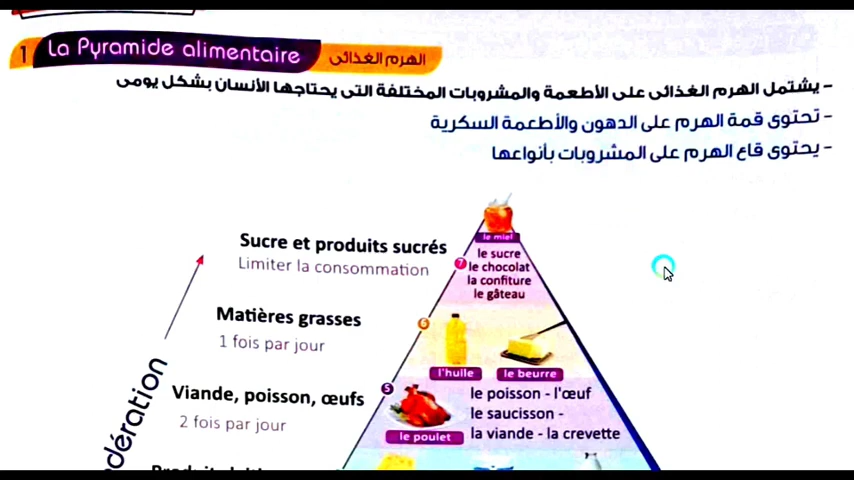 1 La Pyramide alimentaire الهرم الغذائى
- يشتمل الهرم الغذائى على الأطعمة والمشروبات المختلفة التى يحتاجها الأنسان بشكل يومى
- تحتوى قمة الهرم على الدهون والأطعمة السكرية
- يحتوى قاع الهرم على المشروبات بأنواعها
le miel
Sucre et produits sucrés
Limiter la consommation
7
le sucre
le chocolat
la confiture
le gâteau
Matières grasses
1 fois par jour
6
l'huile
le beurre
Viande, poisson, œufs
2 fois par jour
5
le poulet
le poisson - l'œuf
le saucisson -
la viande - la crevette